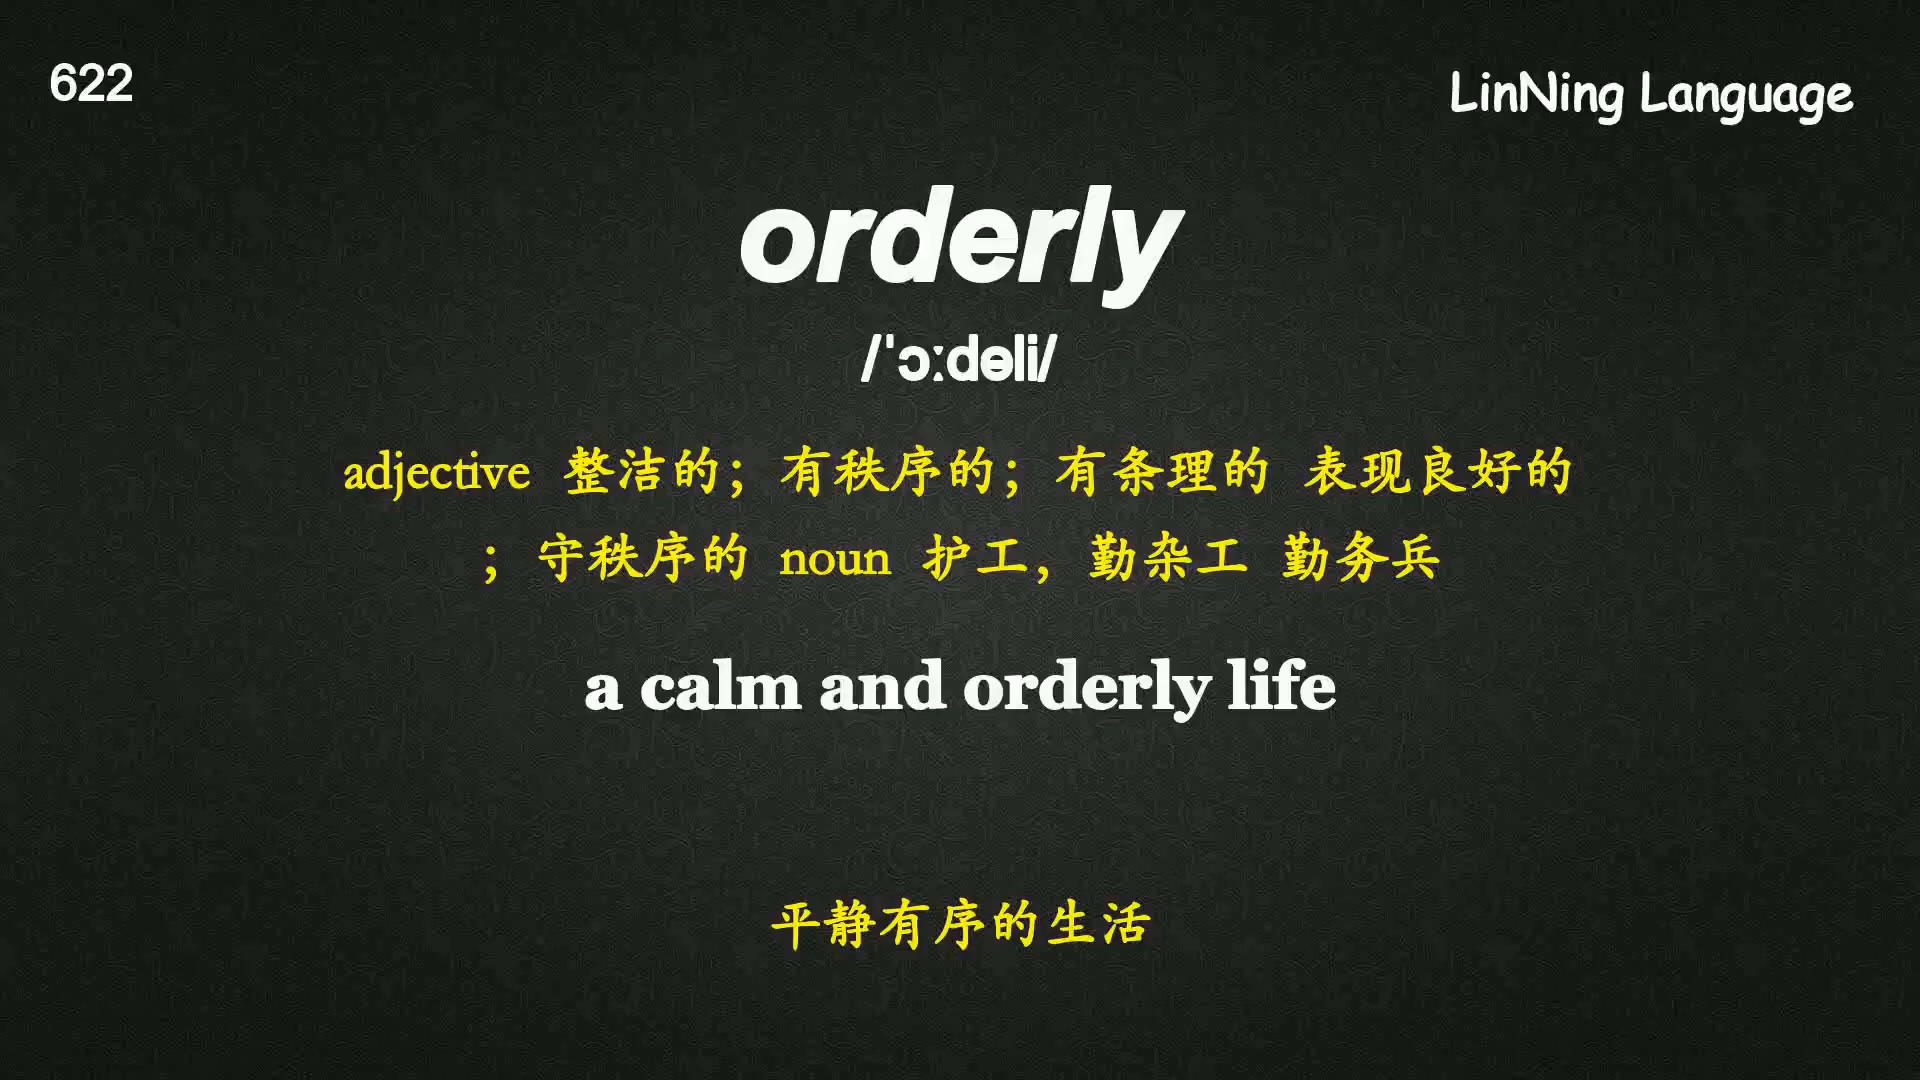 622
LinNing Language
orderly
/ˈɔːdəli/
adjective 整洁的；有秩序的；有条理的 表现良好的
；守秩序的 noun 护工，勤杂工 勤务兵
a calm and orderly life
平静有序的生活